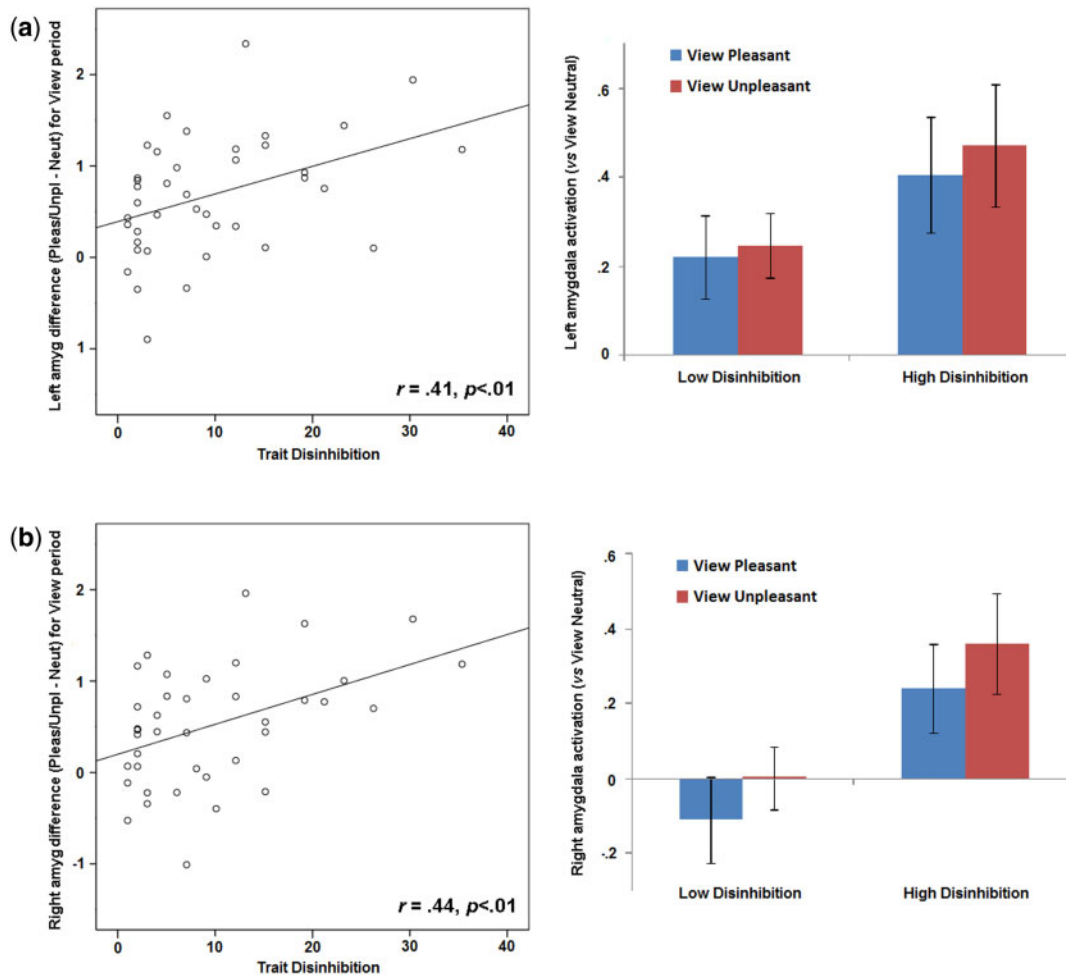 (a)
Left amyg difference (Pleas/Unpl - Neut) for View period
2
1
0
1
0
10
20
30
40
r = .41, p<.01
Trait Disinhibition
Left amygdala activation (vs View Neutral)
.6
.4
.2
0
View Pleasant
View Unpleasant
Low Disinhibition
High Disinhibition
(b)
Right amyg difference (Pleas/Unpl - Neut) for View period
2
1
0
-1
0
10
20
30
40
r = .44, p<.01
Trait Disinhibition
Right amygdala activation (vs View Neutral)
.6
.4
.2
0
-.2
View Pleasant
View Unpleasant
Low Disinhibition
High Disinhibition